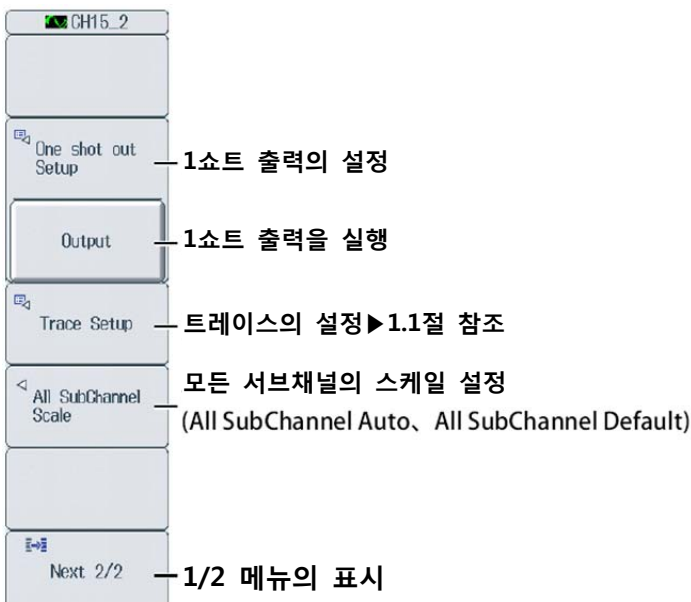 CH15_2
One shot out
Setup
1쇼트 출력의 설정
Output
1쇼트 출력을 실행
Trace Setup
트레이스의 설정▶1.1절 참조
All SubChannel
Scale
모든 서브채널의 스케일 설정
(All SubChannel Auto、All SubChannel Default)
Next 2/2
1/2 메뉴의 표시